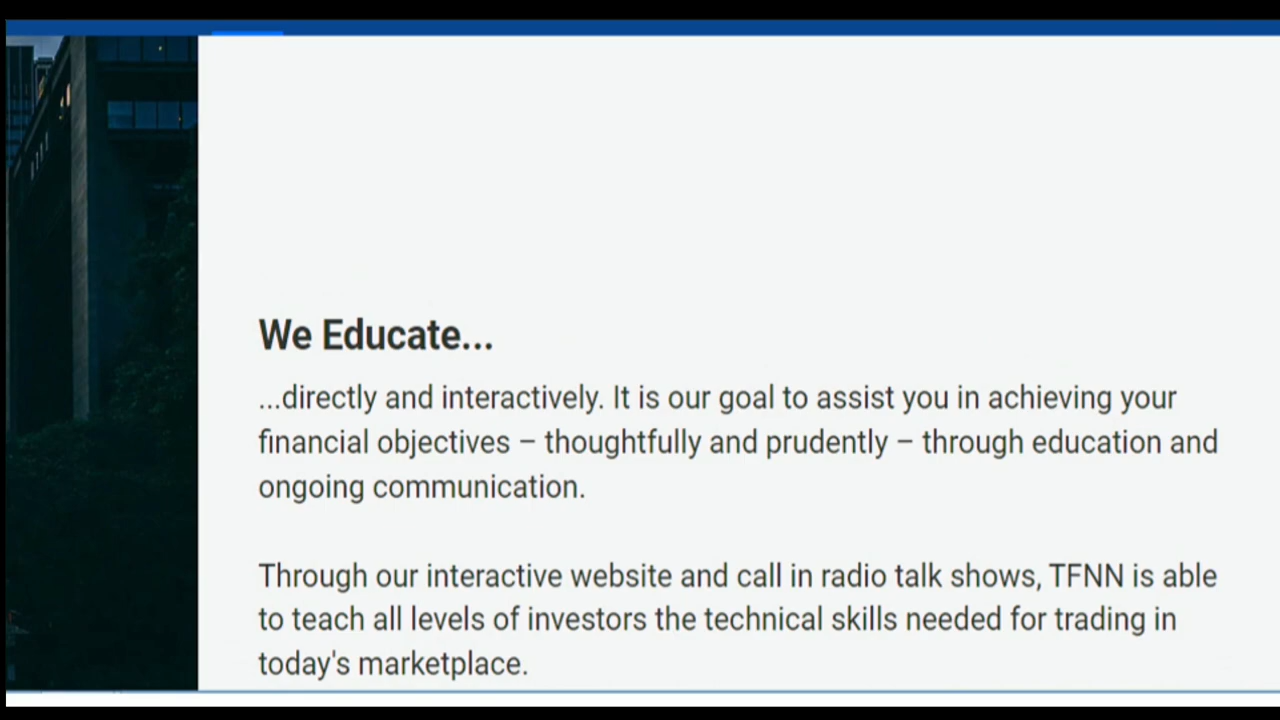 We Educate...
...directly and interactively. It is our goal to assist you in achieving your
financial objectives – thoughtfully and prudently – through education and
ongoing communication.
Through our interactive website and call in radio talk shows, TFNN is able
to teach all levels of investors the technical skills needed for trading in
today's marketplace.